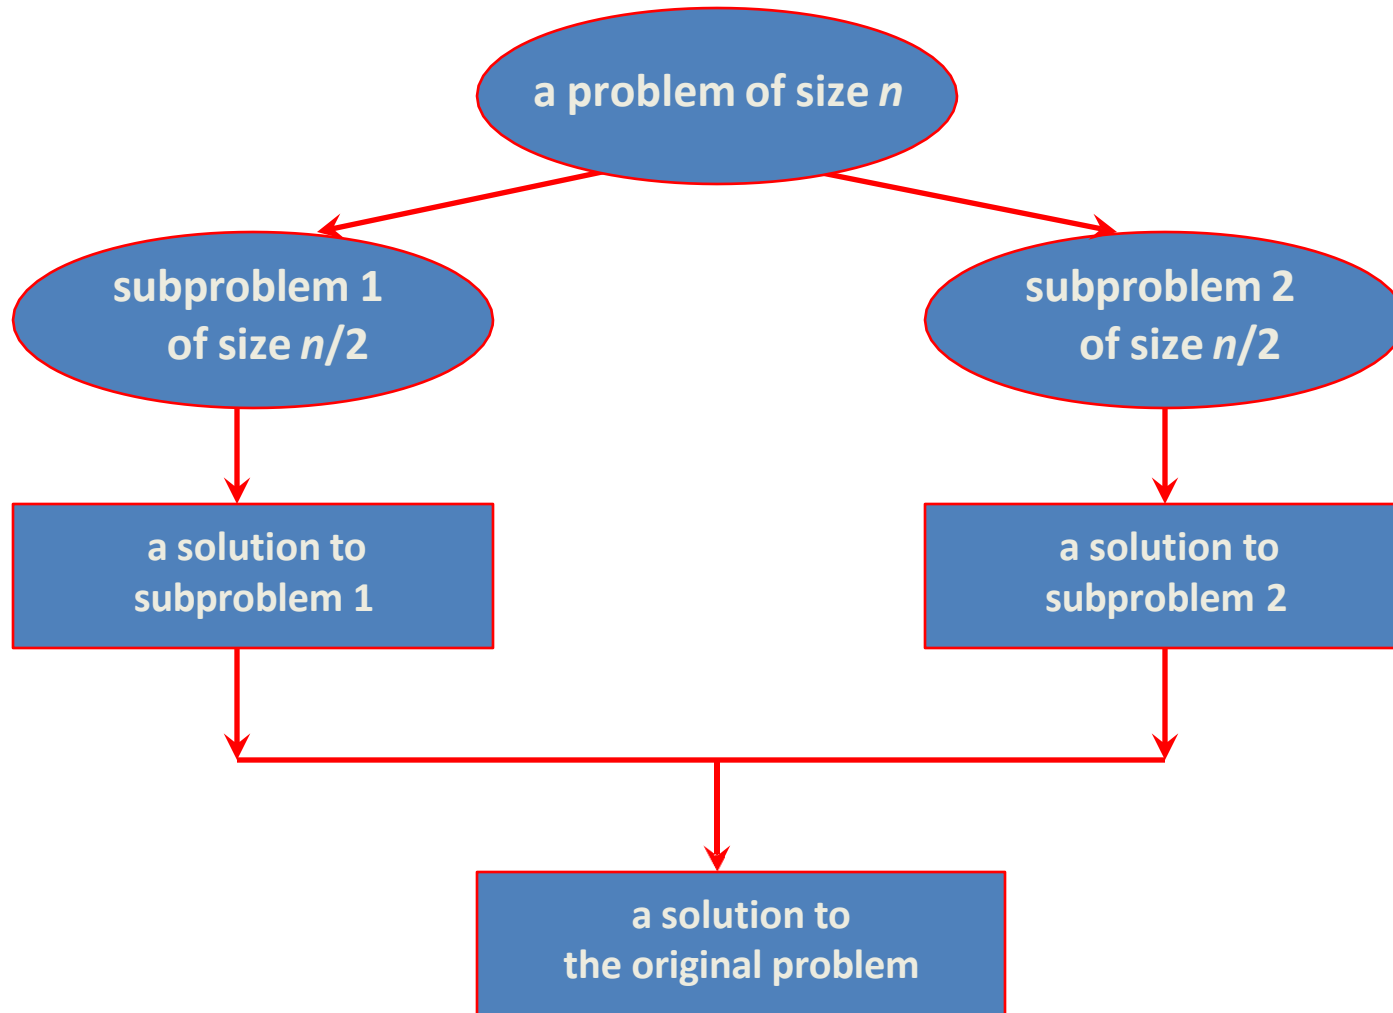 a problem of size n
subproblem 1
of size n/2
subproblem 2
of size n/2
a solution to
subproblem 1
a solution to
subproblem 2
a solution to
the original problem